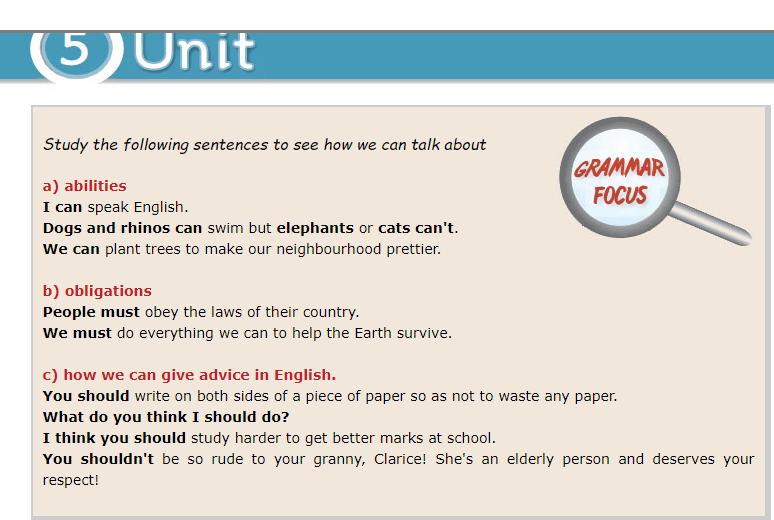 5 Unit
Study the following sentences to see how we can talk about
GRAMMAR
FOCUS
a) abilities
I can speak English.
Dogs and rhinos can swim but elephants or cats can't.
We can plant trees to make our neighbourhood prettier.
b) obligations
People must obey the laws of their country.
We must do everything we can to help the Earth survive.
c) how we can give advice in English.
You should write on both sides of a piece of paper so as not to waste any paper.
What do you think I should do?
I think you should study harder to get better marks at school.
You shouldn't be so rude to your granny, Clarice! She's an elderly person and deserves your
respect!